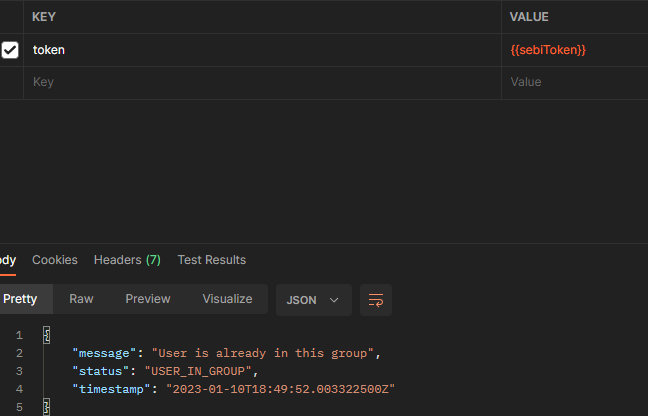 KEY VALUE
token {{sebiToken}}
Key Value
ody Cookies Headers (7) Test Results
Pretty Raw Preview Visualize JSON
1 {
2 "message": "User is already in this group",
3 "status": "USER_IN_GROUP",
4 "timestamp": "2023-01-10T18:49:52.003322500Z"
5 }